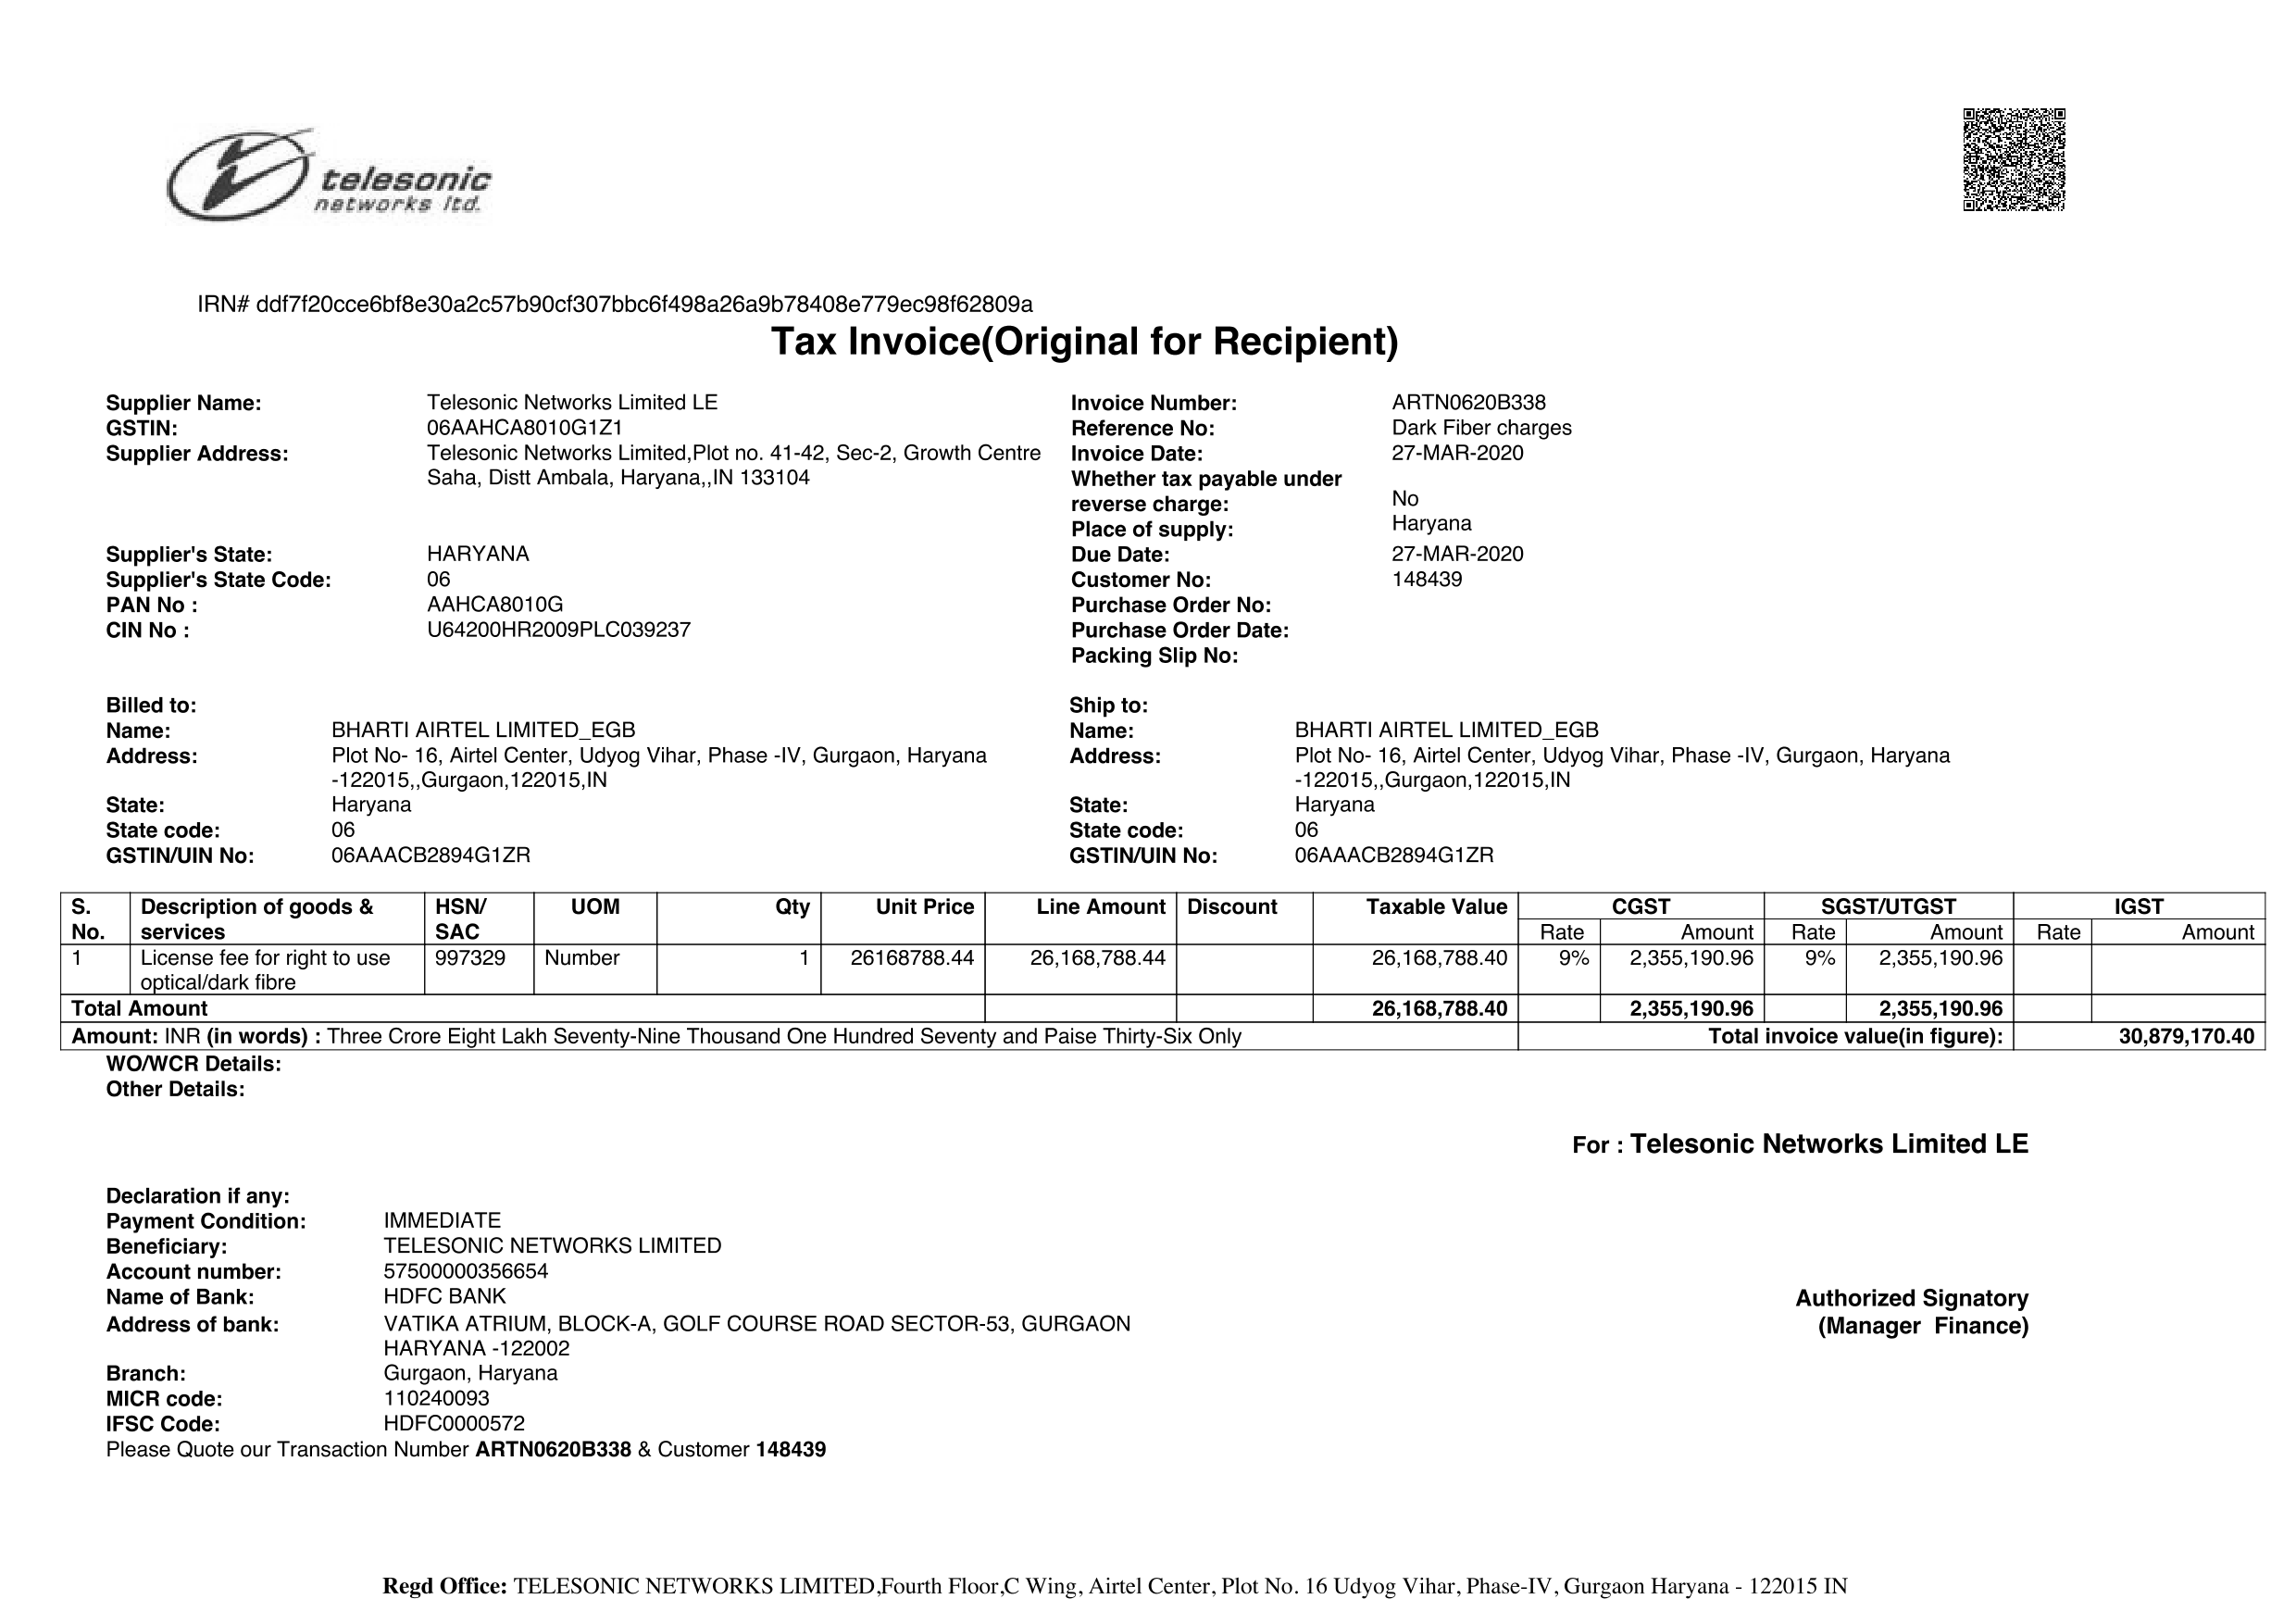 telesonic
networks ltd.
IRN# ddf7f20cce6bf8e30a2c57b90cf307bbc6f498a26a9b78408e779ec98f62809a
Tax Invoice(Original for Recipient)
Supplier Name: Telesonic Networks Limited LE
GSTIN: 06AAHCA8010G1Z1
Supplier Address: Telesonic Networks Limited,Plot no. 41-42, Sec-2, Growth Centre
Saha, Distt Ambala, Haryana,,IN 133104
Supplier's State: HARYANA
Supplier's State Code: 06
PAN No : AAHCA8010G
CIN No : U64200HR2009PLC039237
Invoice Number: ARTN0620B338
Reference No: Dark Fiber charges
Invoice Date: 27-MAR-2020
Whether tax payable under
reverse charge: No
Place of supply: Haryana
Due Date: 27-MAR-2020
Customer No: 148439
Purchase Order No:
Purchase Order Date:
Packing Slip No:
Billed to:
Name: BHARTI AIRTEL LIMITED_EGB
Address: Plot No- 16, Airtel Center, Udyog Vihar, Phase -IV, Gurgaon, Haryana
-122015,,Gurgaon,122015,IN
State: Haryana
State code: 06
GSTIN/UIN No: 06AAACB2894G1ZR
Ship to:
Name: BHARTI AIRTEL LIMITED_EGB
Address: Plot No- 16, Airtel Center, Udyog Vihar, Phase -IV, Gurgaon, Haryana
-122015,,Gurgaon,122015,IN
State: Haryana
State code: 06
GSTIN/UIN No: 06AAACB2894G1ZR
S. Description of goods & HSN/ UOM Qty Unit Price Line Amount Discount Taxable Value CGST SGST/UTGST IGST
No. services SAC Rate Amount Rate Amount Rate Amount
1 License fee for right to use 997329 Number 1 26168788.44 26,168,788.44 26,168,788.40 9% 2,355,190.96 9% 2,355,190.96
optical/dark fibre
Total Amount 26,168,788.40 2,355,190.96 2,355,190.96
Amount: INR (in words) : Three Crore Eight Lakh Seventy-Nine Thousand One Hundred Seventy and Paise Thirty-Six Only Total invoice value(in figure): 30,879,170.40
WO/WCR Details:
Other Details:
For : Telesonic Networks Limited LE
Declaration if any:
Payment Condition: IMMEDIATE
Beneficiary: TELESONIC NETWORKS LIMITED
Account number: 57500000356654
Name of Bank: HDFC BANK
Address of bank: VATIKA ATRIUM, BLOCK-A, GOLF COURSE ROAD SECTOR-53, GURGAON
HARYANA -122002
Branch: Gurgaon, Haryana
MICR code: 110240093
IFSC Code: HDFC0000572
Authorized Signatory
(Manager Finance)
Please Quote our Transaction Number ARTN0620B338 & Customer 148439
Regd Office: TELESONIC NETWORKS LIMITED,Fourth Floor,C Wing, Airtel Center, Plot No. 16 Udyog Vihar, Phase-IV, Gurgaon Haryana - 122015 IN